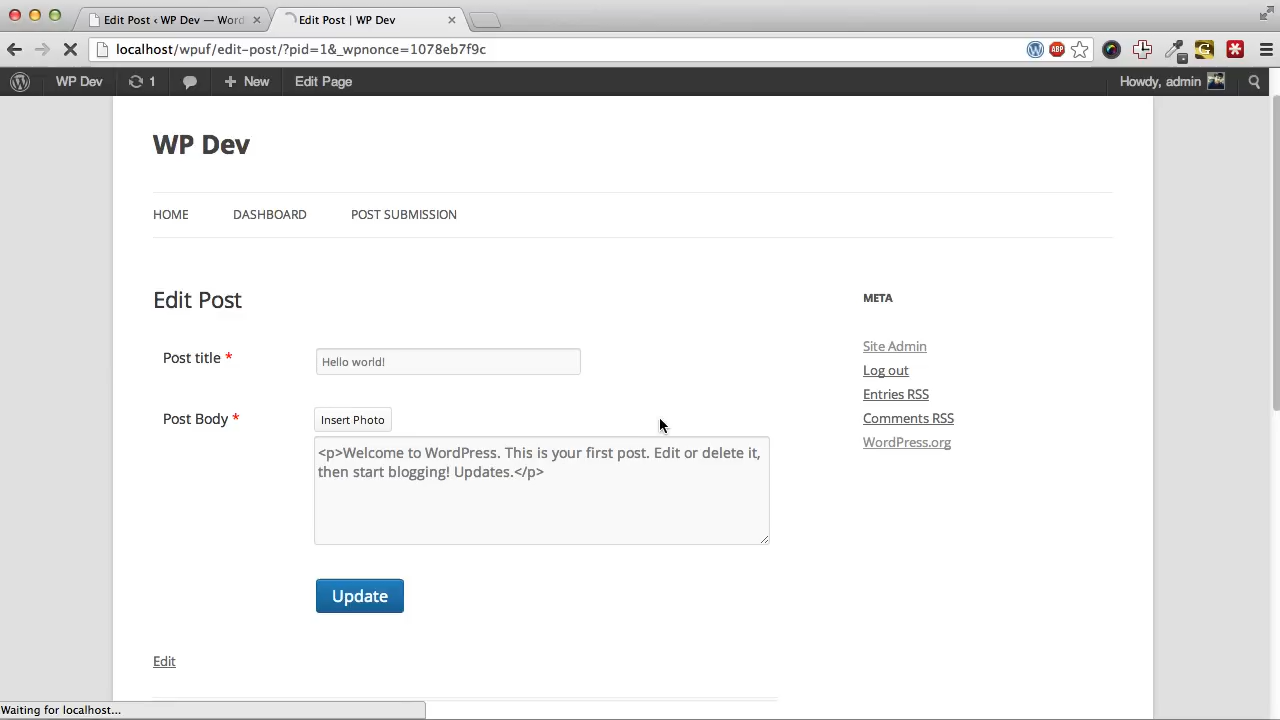 Edit Post ‹ WP Dev — Word
Edit Post | WP Dev
localhost/wpuf/edit-post/?pid=1&_wpnonce=1078eb7f9c
WP Dev 1 New Edit Page Howdy, admin
WP Dev
HOME DASHBOARD POST SUBMISSION
Edit Post
META
Post title *
Hello world!
Site Admin
Log out
Entries RSS
Comments RSS
WordPress.org
Post Body *
Insert Photo
<p>Welcome to WordPress. This is your first post. Edit or delete it,
then start blogging! Updates.</p>
Update
Edit
Waiting for localhost...